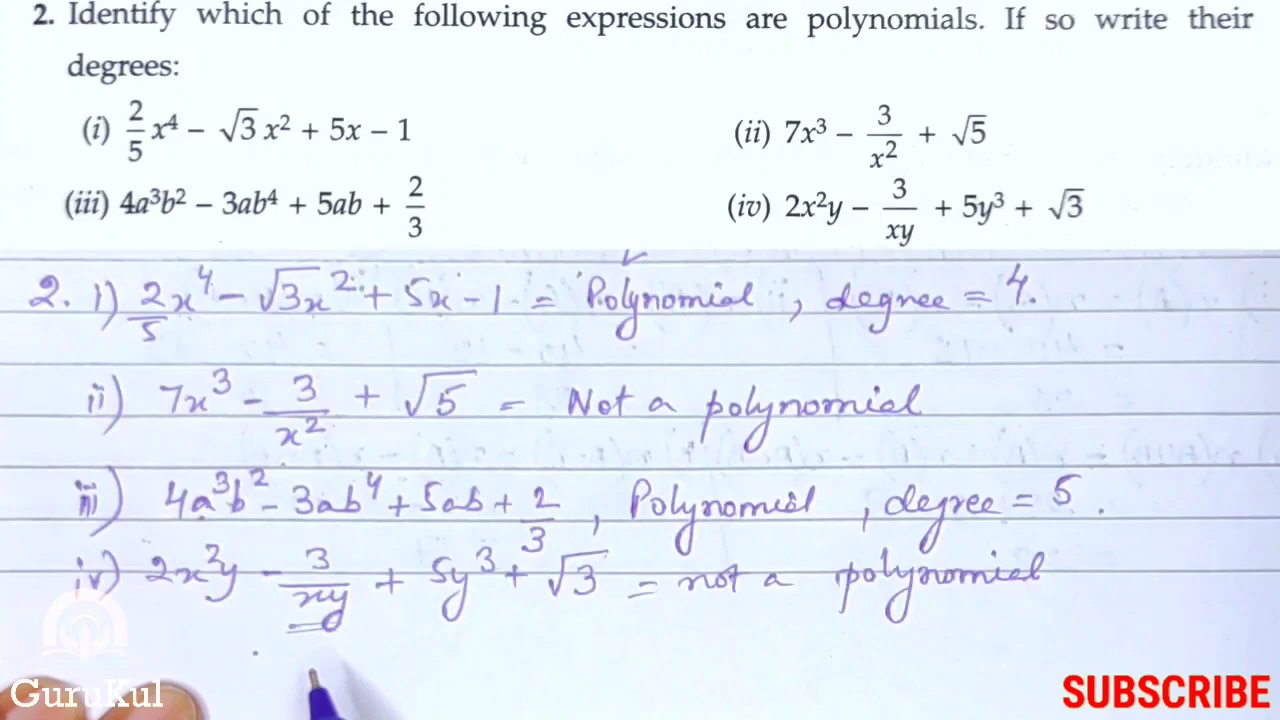 2. Identify which of the following expressions are polynomials. If so write their
degrees:
(i) 2/5 x⁴ – √3 x² + 5x – 1 (ii) 7x³ – 3/x² + √5
(iii) 4a³b² – 3ab⁴ + 5ab + 2/3 (iv) 2x²y – 3/xy + 5y³ + √3
2. i) 2/5 x⁴ – √3x² + 5x – 1 = Polynomial, degree = 4.
ii) 7x³ – 3/x² + √5 = Not a polynomial
iii) 4a³b² – 3ab⁴ + 5ab + 2/3, Polynomial, degree = 5.
iv) 2x²y – 3/xy + 5y³ + √3 = not a polynomial
GuruKul
SUBSCRIBE